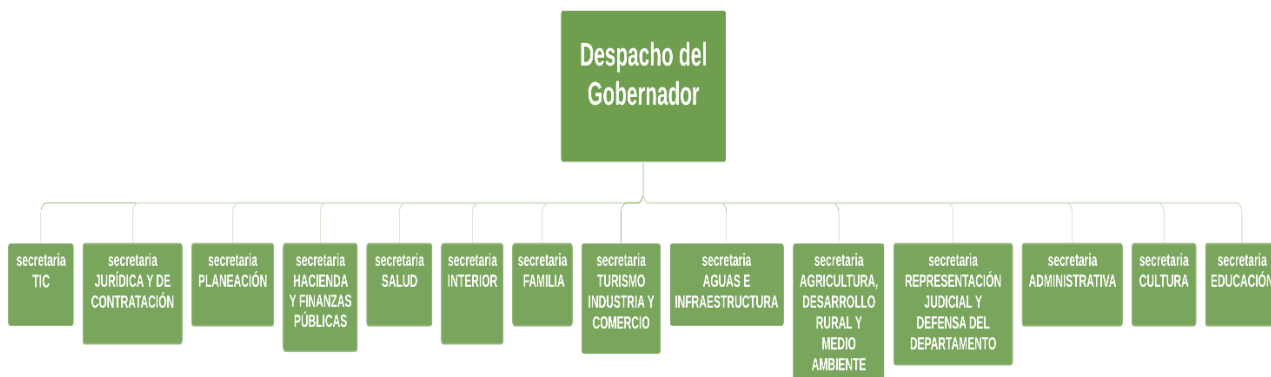 Despacho del
Gobernador
secretaria
TIC
secretaria
JURÍDICA Y DE
CONTRATACIÓN
secretaria
PLANEACIÓN
secretaria
HACIENDA
Y FINANZAS
PÚBLICAS
secretaria
SALUD
secretaria
INTERIOR
secretaria
FAMILIA
secretaria
TURISMO
INDUSTRIA Y
COMERCIO
secretaria
AGUAS E
INFRAESTRUCTURA
secretaria
AGRICULTURA,
DESARROLLO
RURAL Y
MEDIO
AMBIENTE
secretaria
REPRESENTACIÓN
JUDICIAL Y
DEFENSA DEL
DEPARTAMENTO
secretaria
ADMINISTRATIVA
secretaria
CULTURA
secretaria
EDUCACIÓN